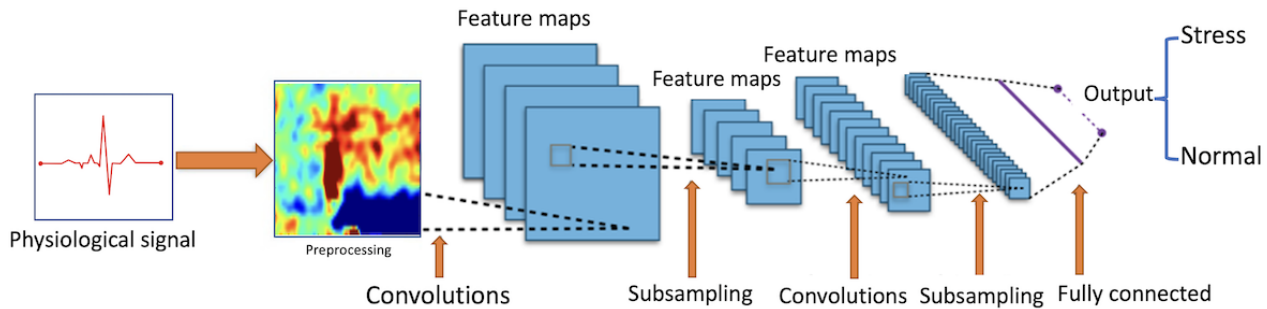 Feature maps
Feature maps
Feature maps
Stress
Output
Normal
Physiological signal
Preprocessing
Convolutions
Subsampling
Convolutions
Subsampling
Fully connected